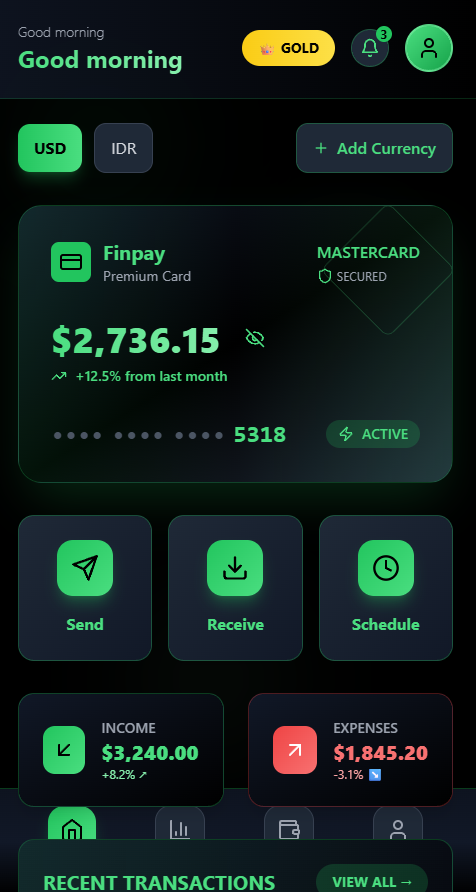 Good morning
Good morning
👑 GOLD
3
USD
IDR
+ Add Currency
Finpay
Premium Card
MASTERCARD
SECURED
$2,736.15
+12.5% from last month
●●●● ●●●● ●●●● 5318
ACTIVE
Send
Receive
Schedule
INCOME
$3,240.00
+8.2% ↗
EXPENSES
$1,845.20
-3.1% ↘️
RECENT TRANSACTIONS
VIEW ALL →